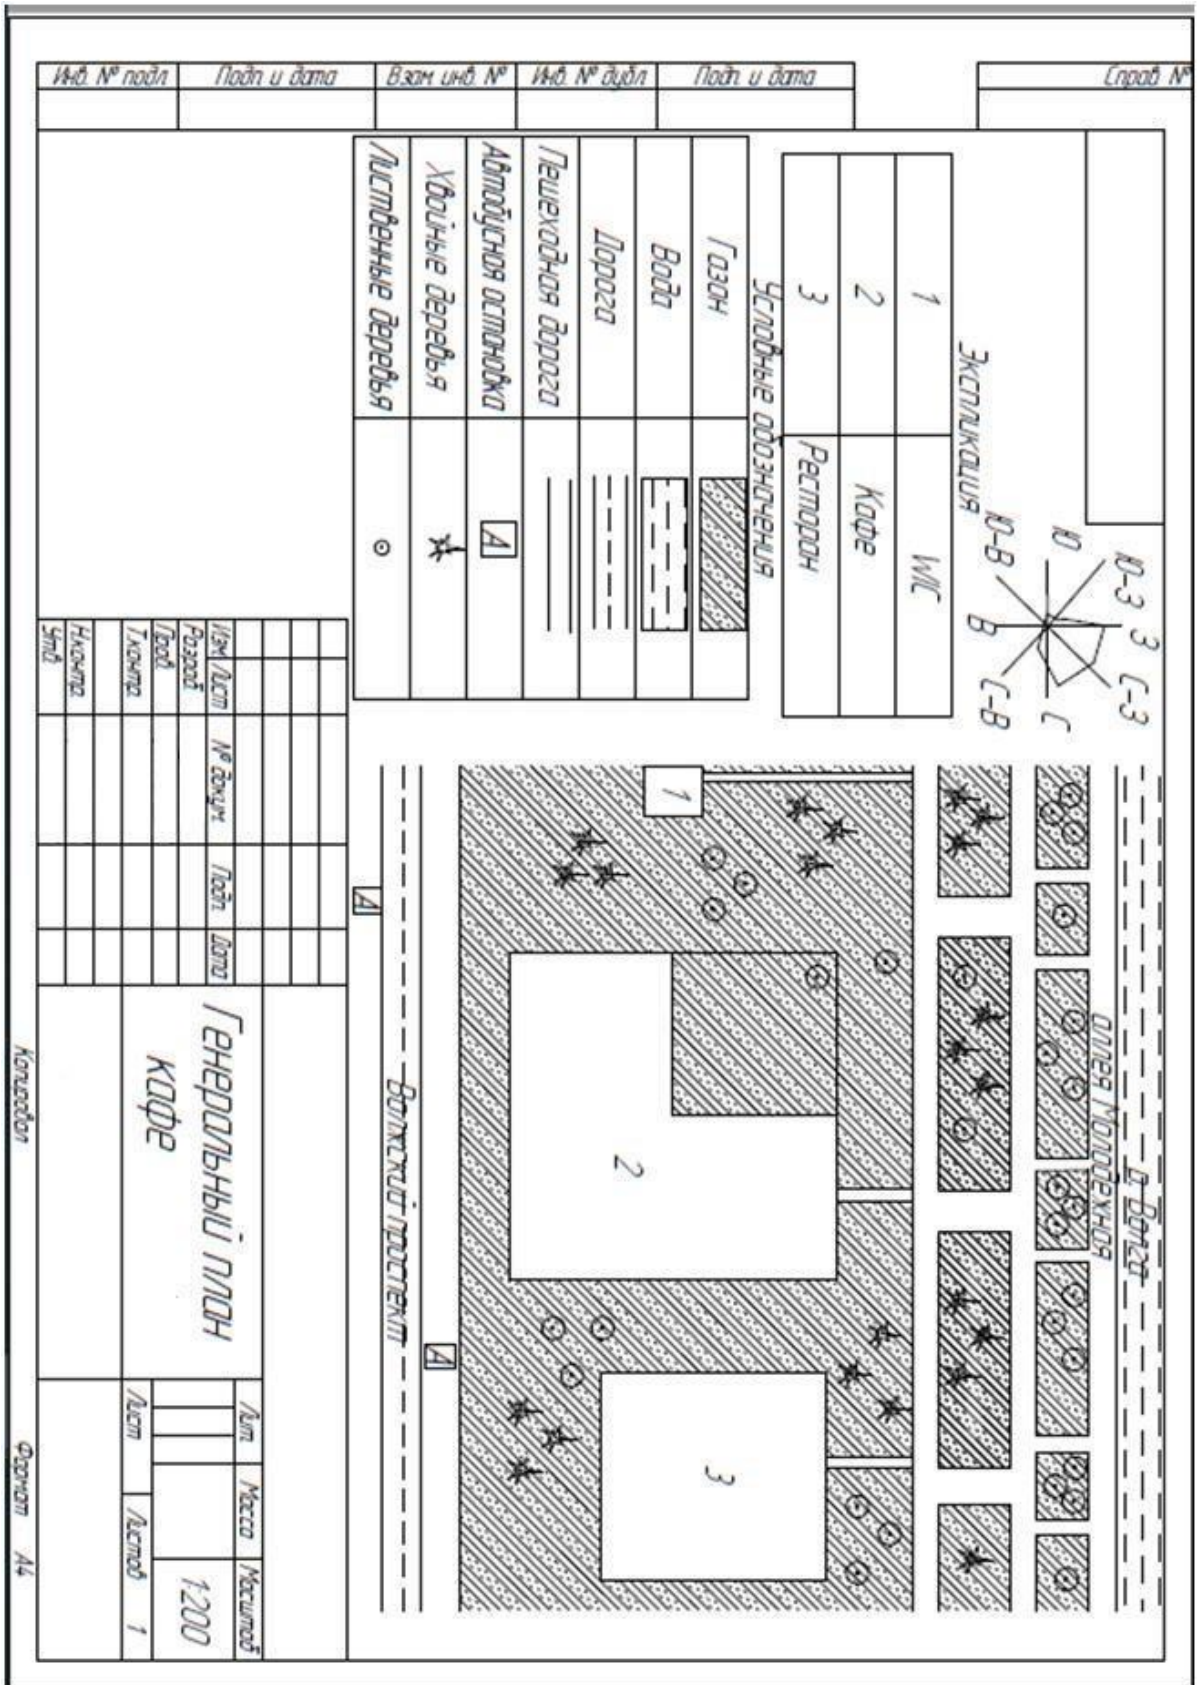 Справ №
Подп. и дата
Инв. № дубл
Взам. инв. №
Подп. и дата
Инв. № подл
Ю-З
З
С-З
Ю
С
Ю-В
В
С-В
Экспликация
1 WC
2 Кафе
3 Ресторан
Условные обозначения
Газон
Вода
Дорога
Пешеходная дорога
Автобусная остановка A
Хвойные деревья
Лиственные деревья
р. Волга
аллея Молодежная
1
2
3
A
A
Волжский проспект
Изм. Лист № докум. Подп. Дата
Разраб.
Пров.
Т.контр.
Н.контр.
Утв.
Генеральный план
кафе
Лит. Масса Масштаб
1:200
Лист Листов 1
Копировал
Формат A4